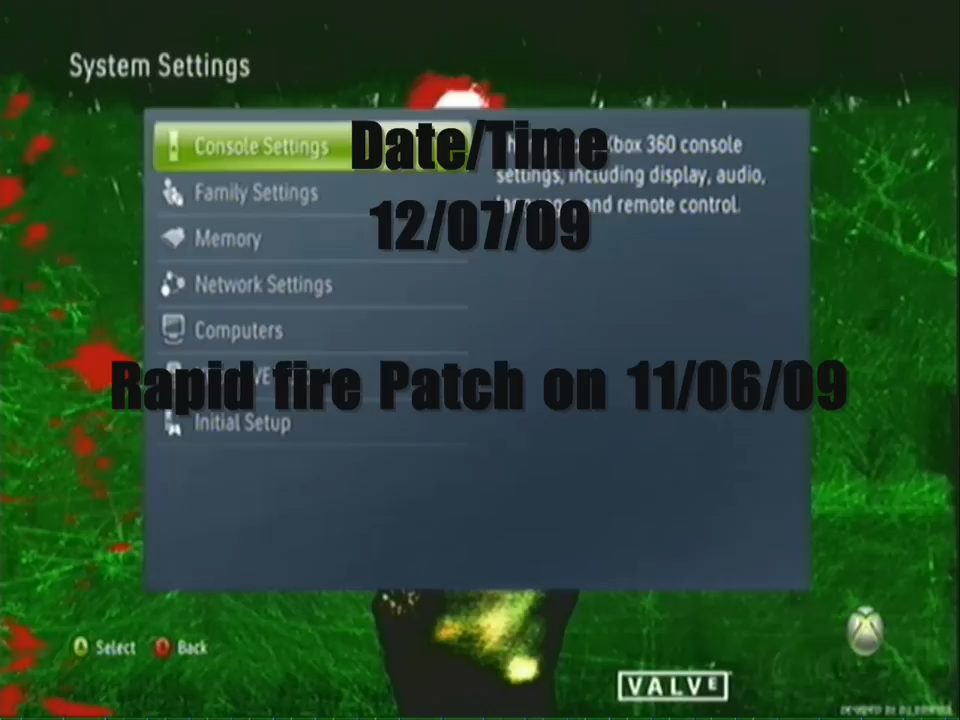 System Settings
Console Settings
Date/Time
Xbox 360 console
settings, including display, audio,
and remote control.
Family Settings
12/07/09
Memory
Network Settings
Computers
Rapid fire Patch on 11/06/09
Initial Setup
Select
Back
VALVE